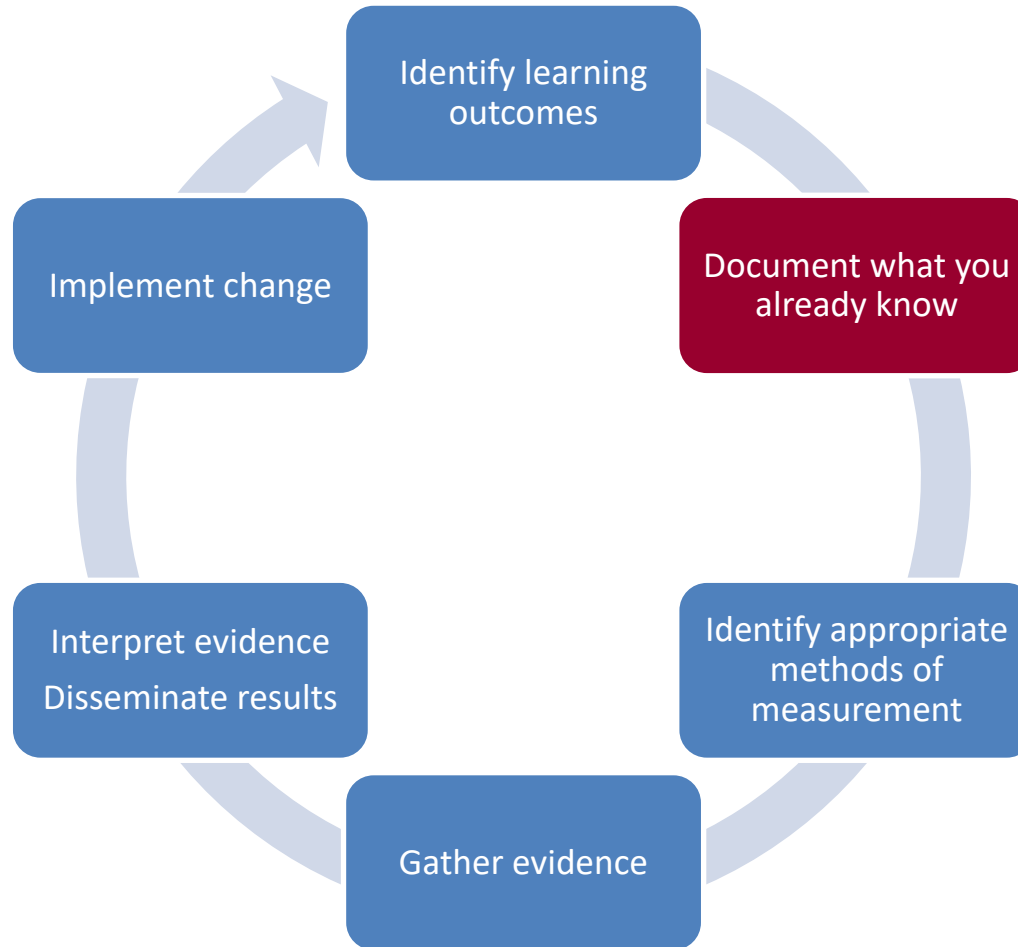 Identify learning
outcomes
Document what you
already know
Identify appropriate
methods of
measurement
Gather evidence
Interpret evidence
Disseminate results
Implement change